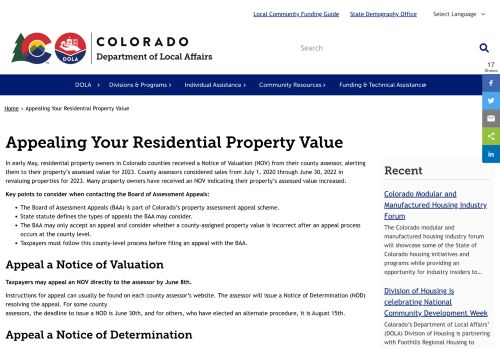 Local Community Funding Guide
State Demography Office
Select Language
COLORADO
Department of Local Affairs
CO
DOLA
Search
DOLA
Divisions & Programs
Individual Assistance
Community Resources
Funding & Technical Assistance
17
Shares
Home > Appealing Your Residential Property Value
Appealing Your Residential Property Value
In early May, residential property owners in Colorado counties received a Notice of Valuation (NOV) from their county assessor, alerting
them to their property's assessed value for 2023. County assessors considered sales from July 1, 2020 through June 30, 2022 in
revaluing properties for 2023. Many property owners have received an NOV indicating their property's assessed value increased.
Key points to consider when contacting the Board of Assessment Appeals:
• The Board of Assessment Appeals (BAA) is part of Colorado's property assessment appeal scheme.
• State statute defines the types of appeals the BAA may consider.
• The BAA may only accept an appeal and consider whether a county-assigned property value is incorrect after an appeal process
occurs at the county level.
• Taxpayers must follow this county-level process before filing an appeal with the BAA.
Appeal a Notice of Valuation
Taxpayers may appeal an NOV directly to the assessor by June 8th.
Instructions for appeal can usually be found on each county assessor's website. The assessor will issue a Notice of Determination (NOD)
resolving the appeal. For some county
assessors, the deadline to issue a NOD is June 30th, and for others, who have elected an alternate procedure, it is August 15th.
Appeal a Notice of Determination
Recent
Colorado Modular and
Manufactured Housing Industry
Forum
The Colorado modular and
manufactured housing industry forum
will showcase some of the State of
Colorado housing initiatives and
programs while providing an
opportunity for industry insiders to...
Division of Housing is
celebrating National
Community Development Week
Colorado's Department of Local Affairs'
(DOLA) Division of Housing is partnering
with Foothills Regional Housing to